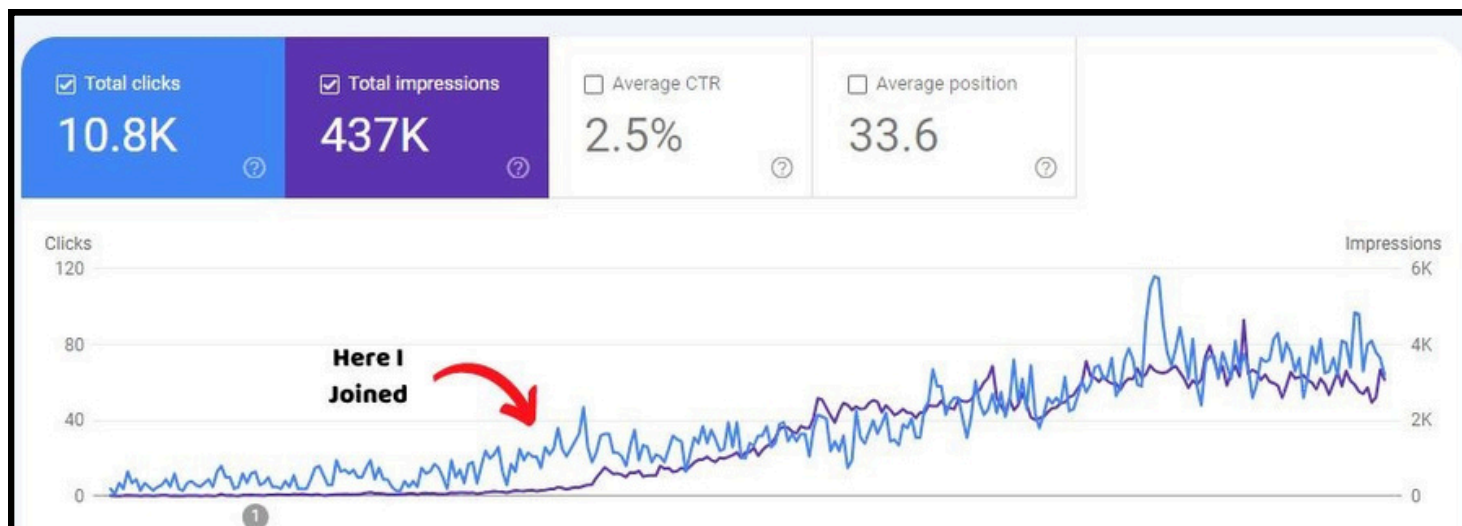 Total clicks
10.8K
Total impressions
437K
Average CTR
2.5%
Average position
33.6
Clicks
Impressions
120
6K
80
4K
40
2K
0
0
Here I
Joined
1